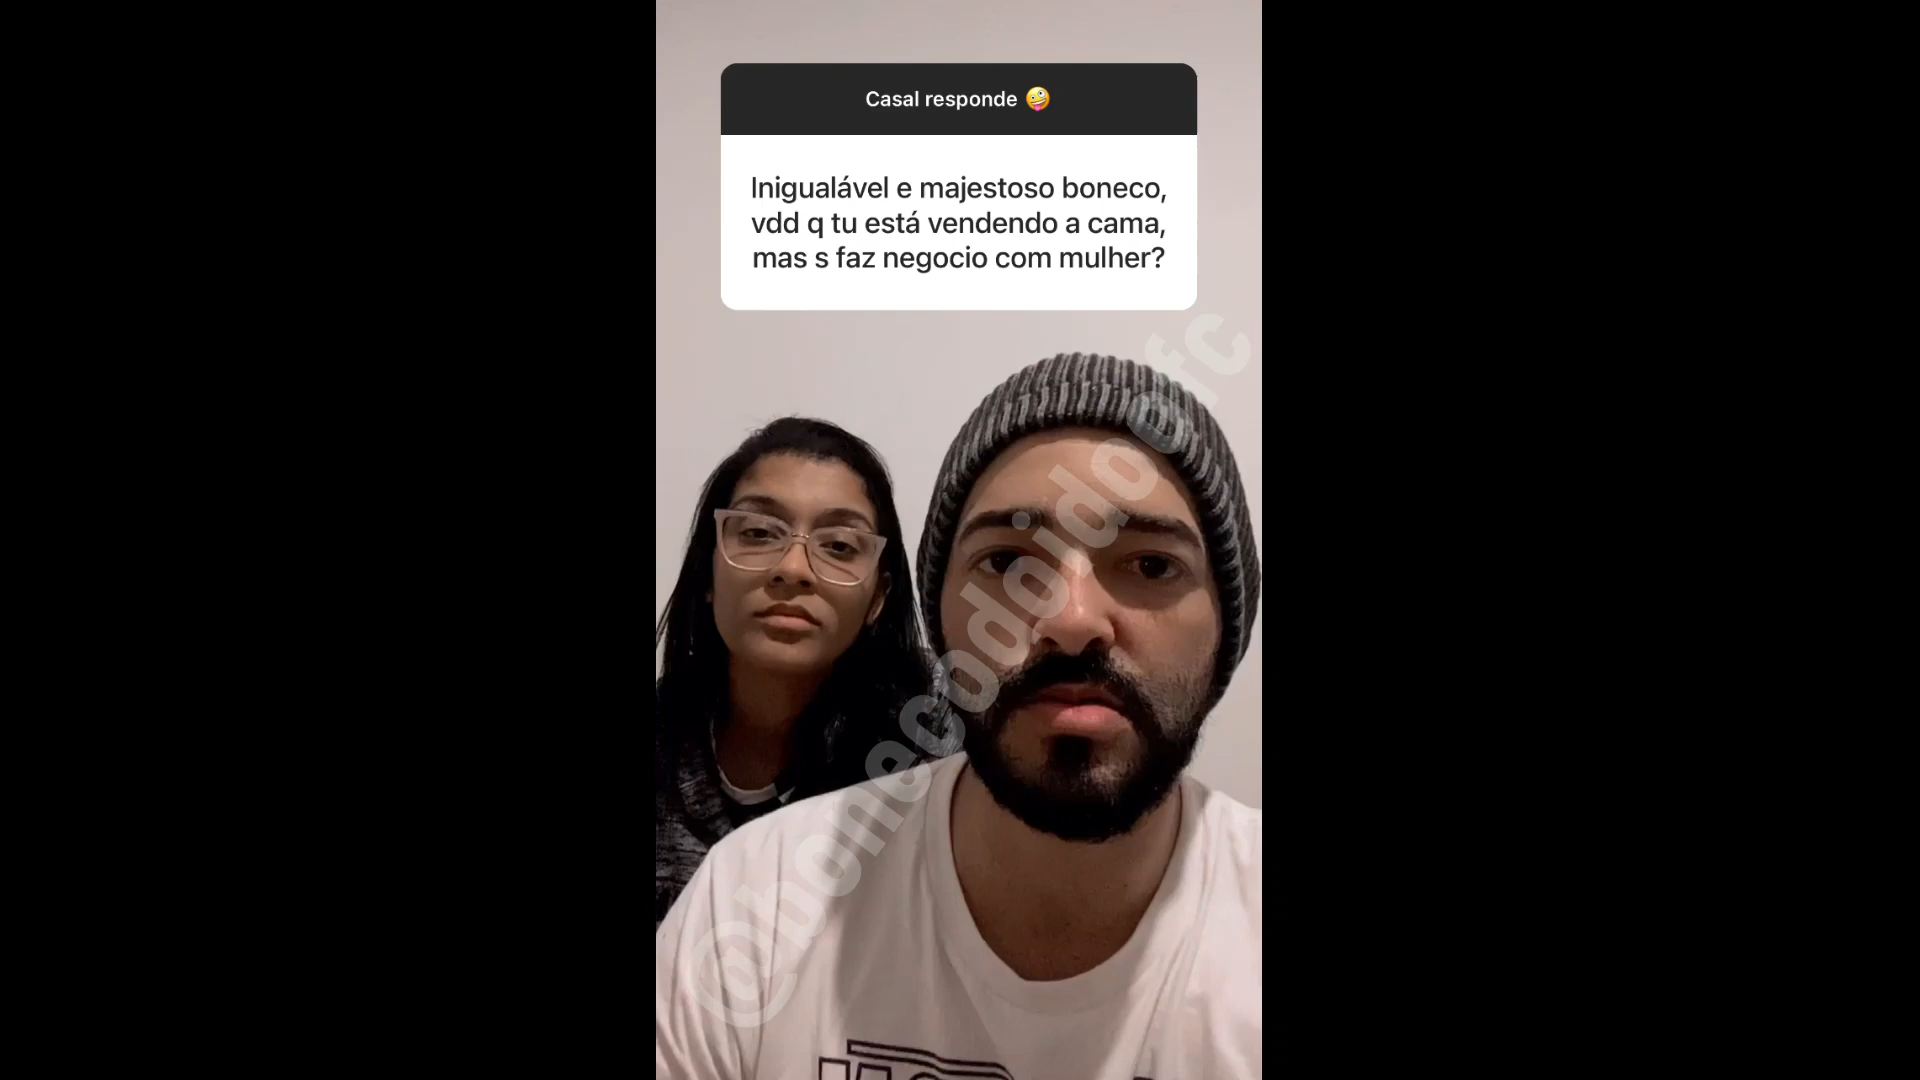 Casal responde 🤪
Inigualável e majestoso boneco,
vdd q tu está vendendo a cama,
mas s faz negocio com mulher?
@bonecodoidoofc